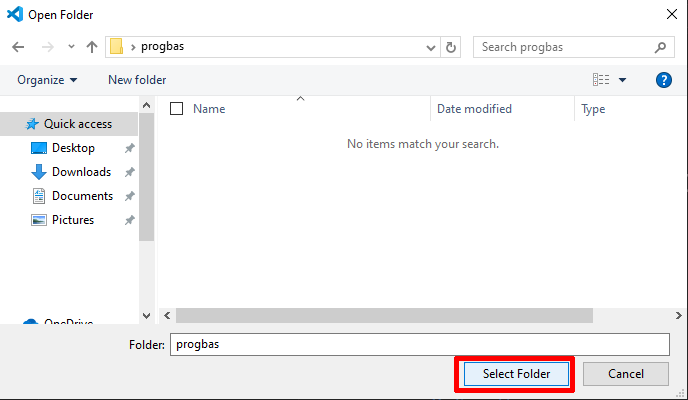 Open Folder
progbas
Search progbas
Organize
New folder
Name
Date modified
Type
Quick access
No items match your search.
Desktop
Downloads
Documents
Pictures
OneDrive
Folder:
progbas
Select Folder
Cancel